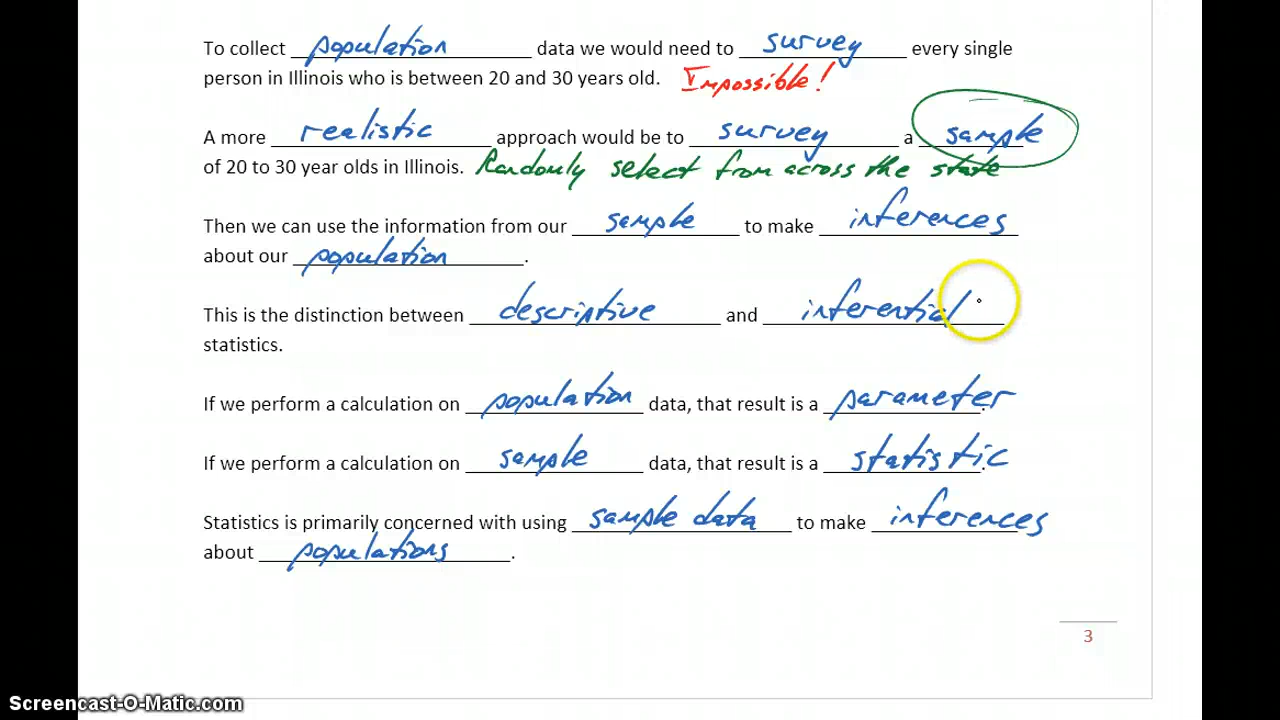 To collect population data we would need to survey every single
person in Illinois who is between 20 and 30 years old. Impossible!
A more realistic approach would be to survey a sample
of 20 to 30 year olds in Illinois. Randomly select from across the state
Then we can use the information from our sample to make inferences
about our population.
This is the distinction between descriptive and inferential
statistics.
If we perform a calculation on population data, that result is a parameter.
If we perform a calculation on sample data, that result is a statistic.
Statistics is primarily concerned with using sample data to make inferences
about populations.
3
Screencast-O-Matic.com